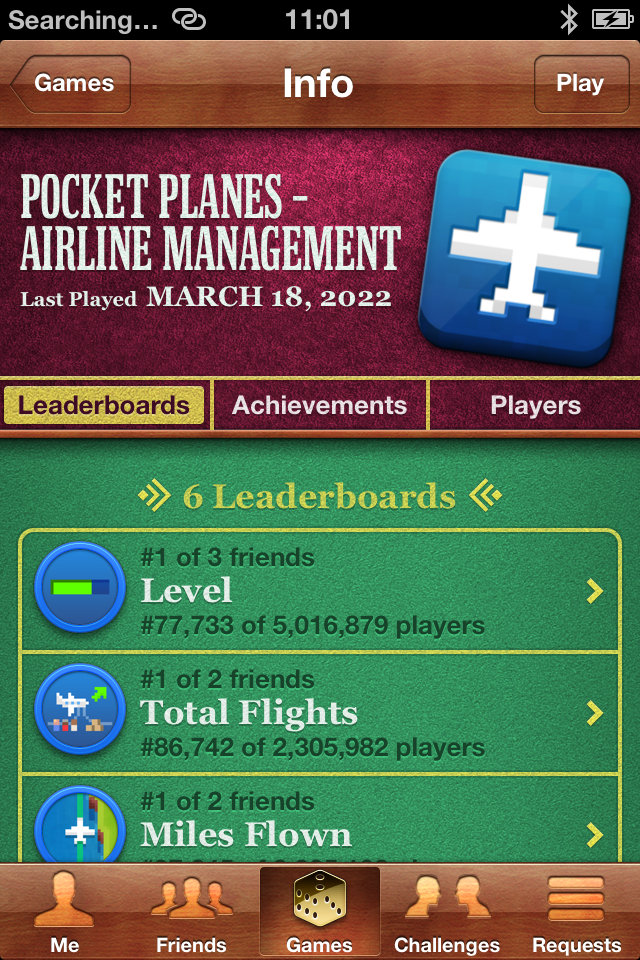 Searching... 11:01
Games Info Play
POCKET PLANES –
AIRLINE MANAGEMENT
Last Played MARCH 18, 2022
Leaderboards Achievements Players
6 Leaderboards
#1 of 3 friends
Level
#77,733 of 5,016,879 players
#1 of 2 friends
Total Flights
#86,742 of 2,305,982 players
#1 of 2 friends
Miles Flown
Me Friends Games Challenges Requests